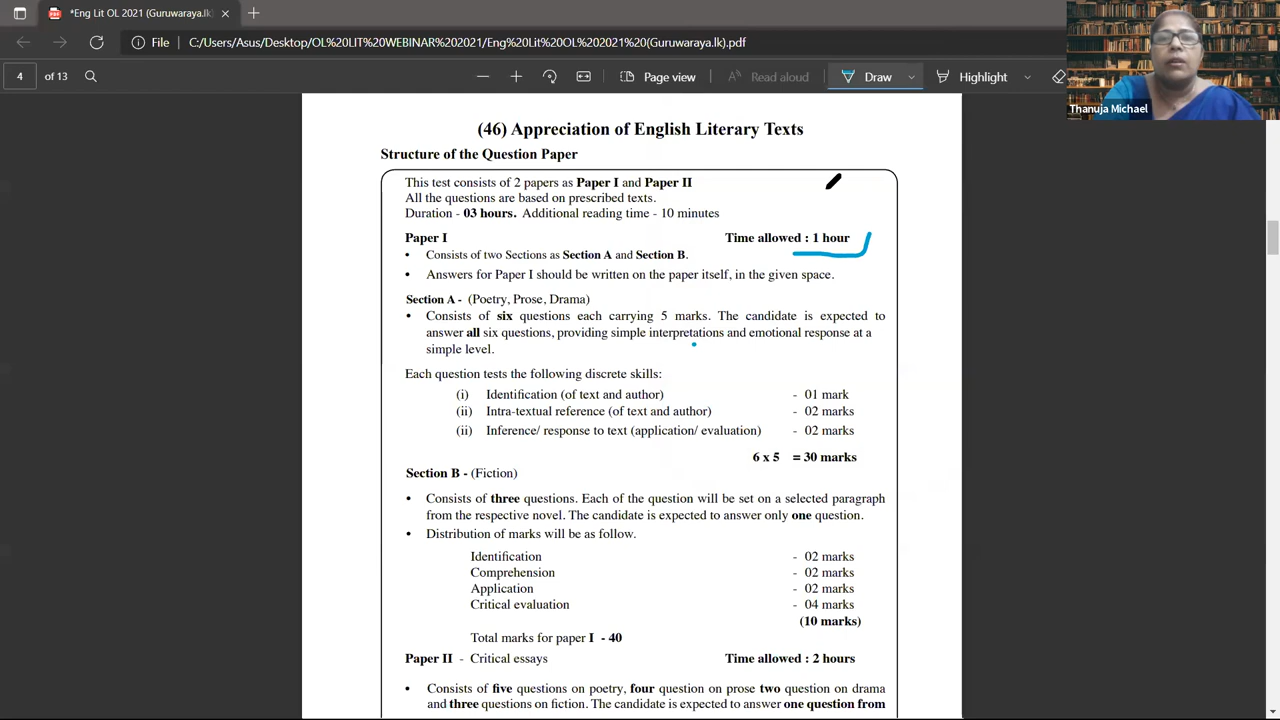 *Eng Lit OL 2021 (Guruwaraya.lk)
File C:/Users/Asus/Desktop/OL%20LIT%20WEBINAR%202021/Eng%20Lit%20OL%202021%20(Guruwaraya.lk).pdf
4 of 13 Page view Read aloud Draw Highlight
Thanuja Michael
(46) Appreciation of English Literary Texts
Structure of the Question Paper
This test consists of 2 papers as Paper I and Paper II
All the questions are based on prescribed texts.
Duration - 03 hours. Additional reading time - 10 minutes
Paper I Time allowed : 1 hour
• Consists of two Sections as Section A and Section B.
• Answers for Paper I should be written on the paper itself, in the given space.
Section A - (Poetry, Prose, Drama)
• Consists of six questions each carrying 5 marks. The candidate is expected to
answer all six questions, providing simple interpretations and emotional response at a
simple level.
Each question tests the following discrete skills:
(i) Identification (of text and author) - 01 mark
(ii) Intra-textual reference (of text and author) - 02 marks
(ii) Inference/ response to text (application/ evaluation) - 02 marks
6 x 5 = 30 marks
Section B - (Fiction)
• Consists of three questions. Each of the question will be set on a selected paragraph
from the respective novel. The candidate is expected to answer only one question.
• Distribution of marks will be as follow.
Identification - 02 marks
Comprehension - 02 marks
Application - 02 marks
Critical evaluation - 04 marks
(10 marks)
Total marks for paper I - 40
Paper II - Critical essays Time allowed : 2 hours
• Consists of five questions on poetry, four question on prose two question on drama
and three questions on fiction. The candidate is expected to answer one question from